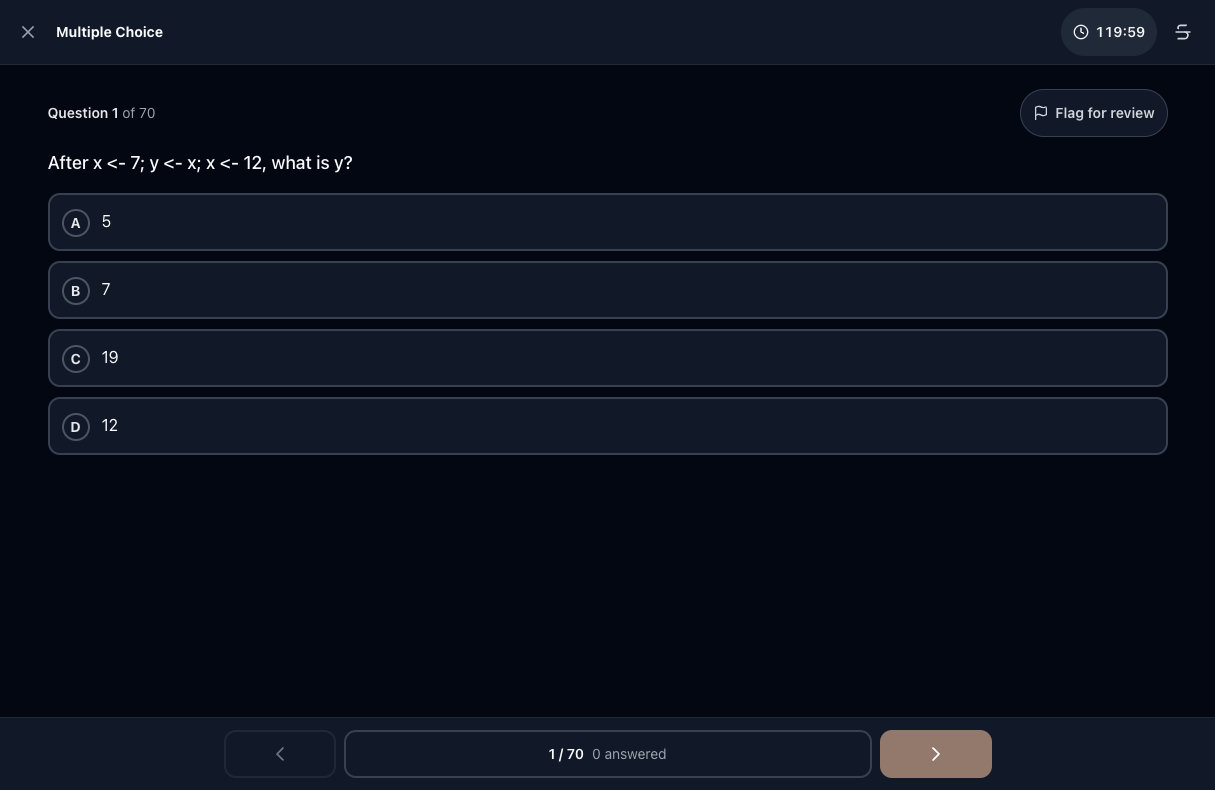 Multiple Choice
119:59
Question 1 of 70
Flag for review
After x <- 7; y <- x; x <- 12, what is y?
A 5
B 7
C 19
D 12
1 / 70 0 answered